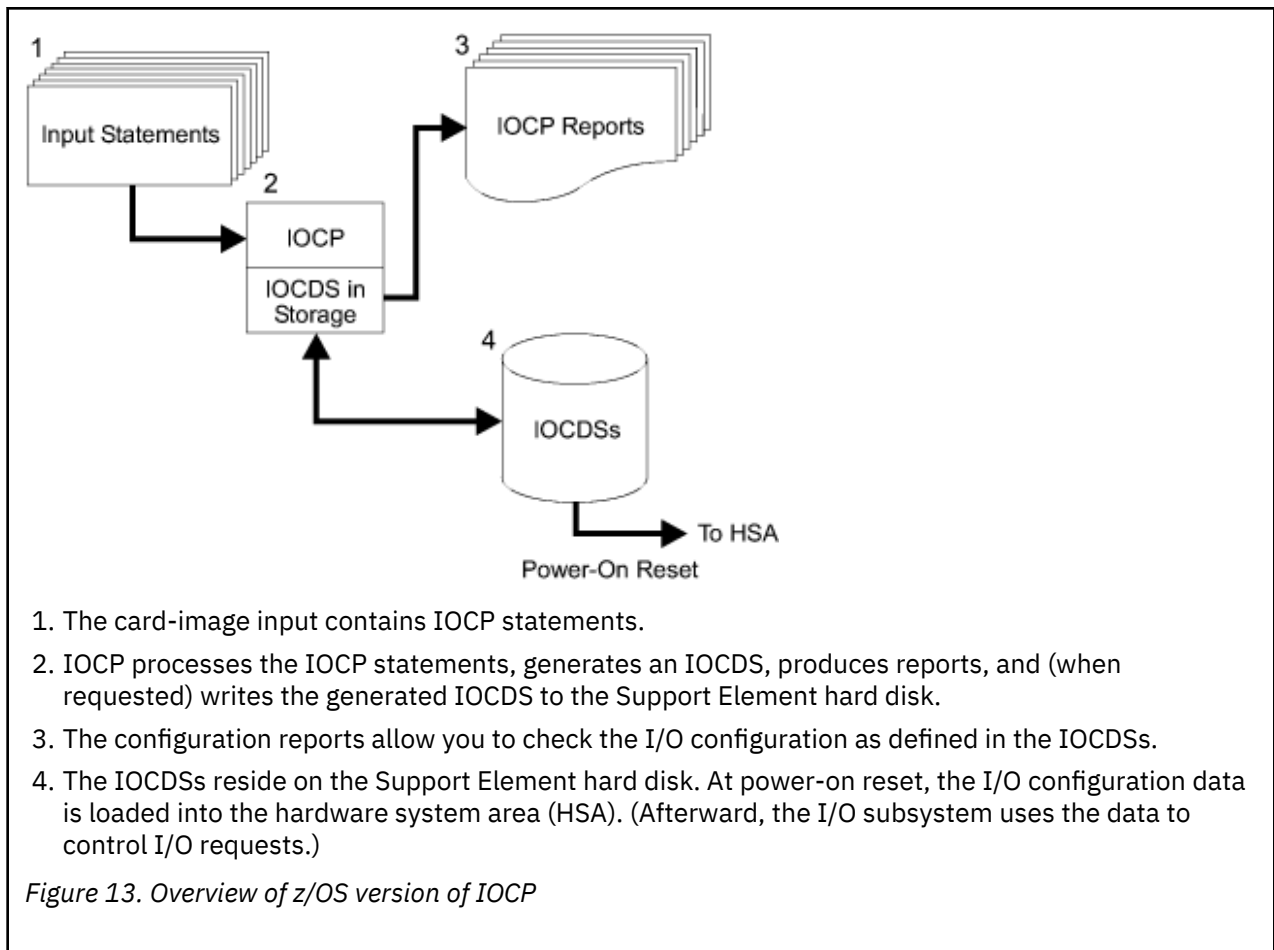 1
Input Statements
2
IOCP
IOCDS in
Storage
3
IOCP Reports
4
IOCDSs
To HSA
Power-On Reset
1. The card-image input contains IOCP statements.
2. IOCP processes the IOCP statements, generates an IOCDS, produces reports, and (when
requested) writes the generated IOCDS to the Support Element hard disk.
3. The configuration reports allow you to check the I/O configuration as defined in the IOCDSs.
4. The IOCDSs reside on the Support Element hard disk. At power-on reset, the I/O configuration data
is loaded into the hardware system area (HSA). (Afterward, the I/O subsystem uses the data to
control I/O requests.)
Figure 13. Overview of z/OS version of IOCP